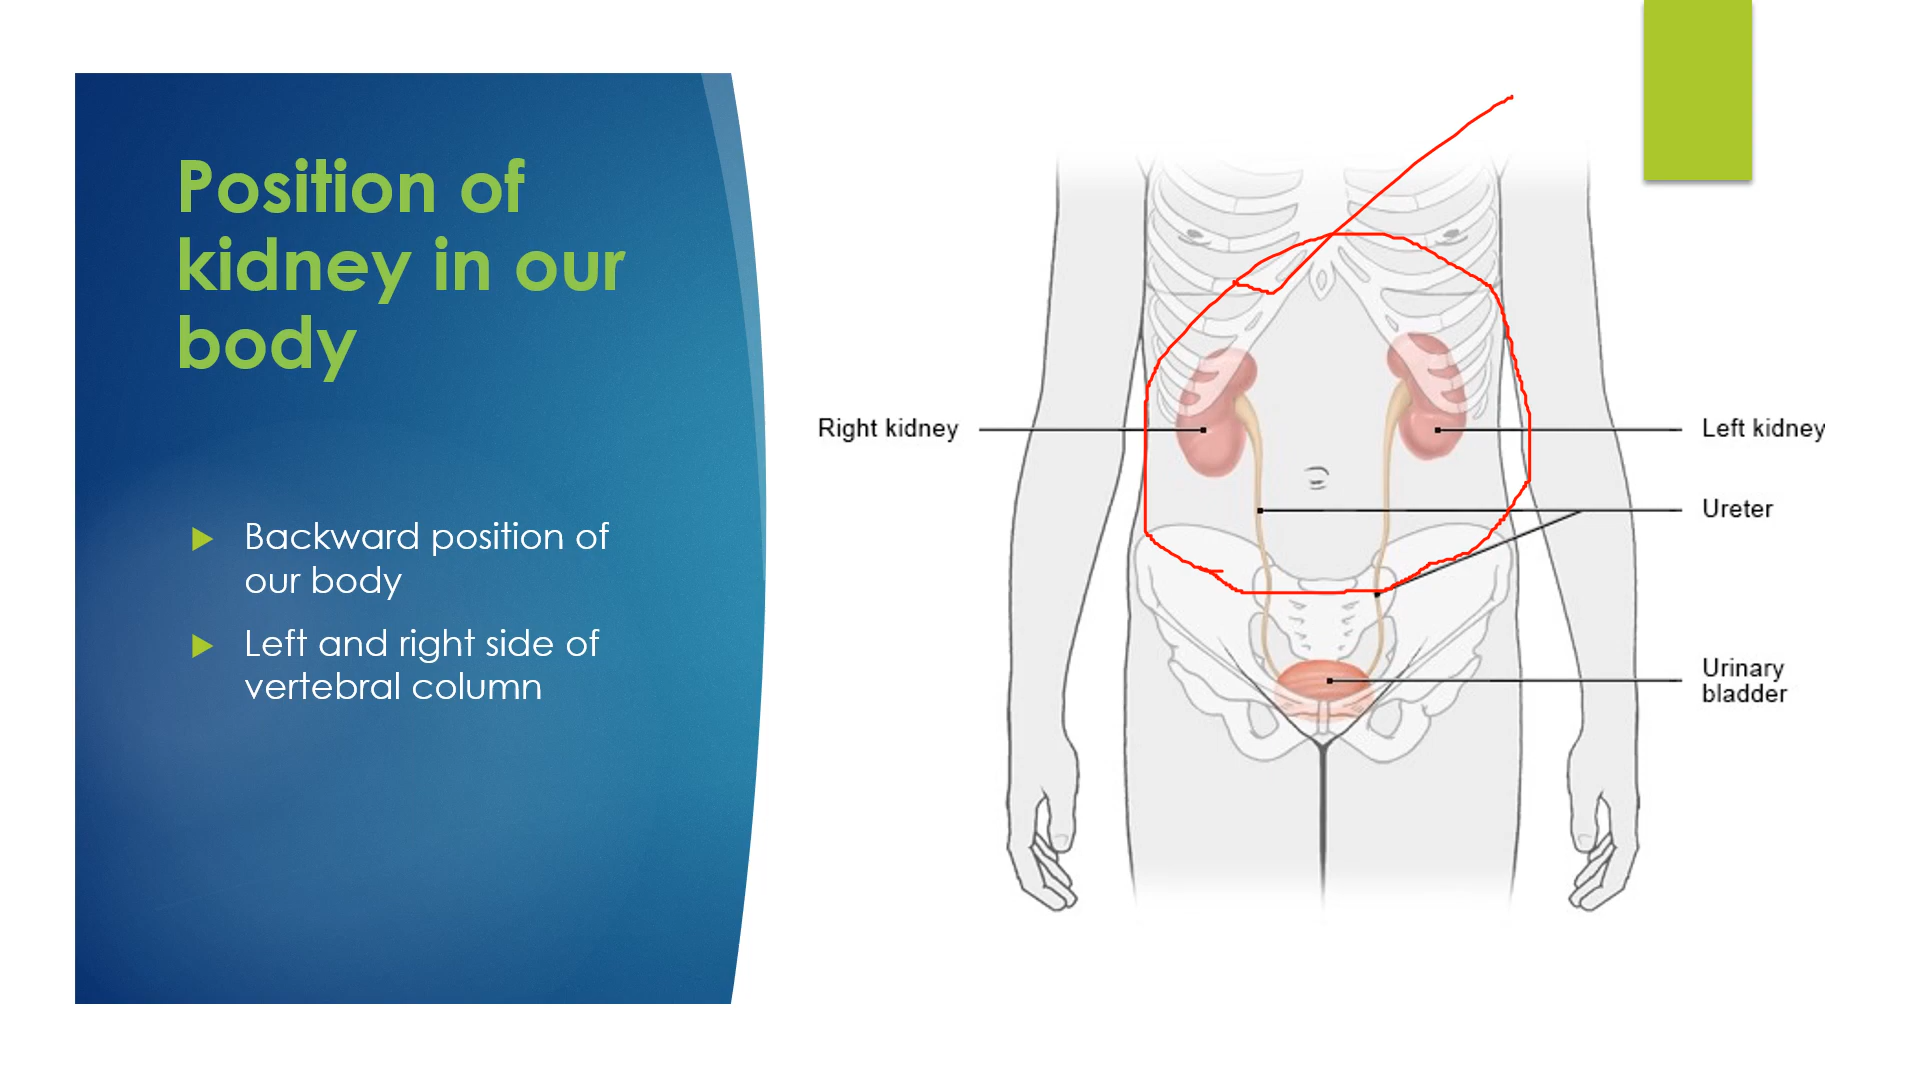 Position of
kidney in our
body
Backward position of
our body
Left and right side of
vertebral column
Right kidney
Left kidney
Ureter
Urinary
bladder